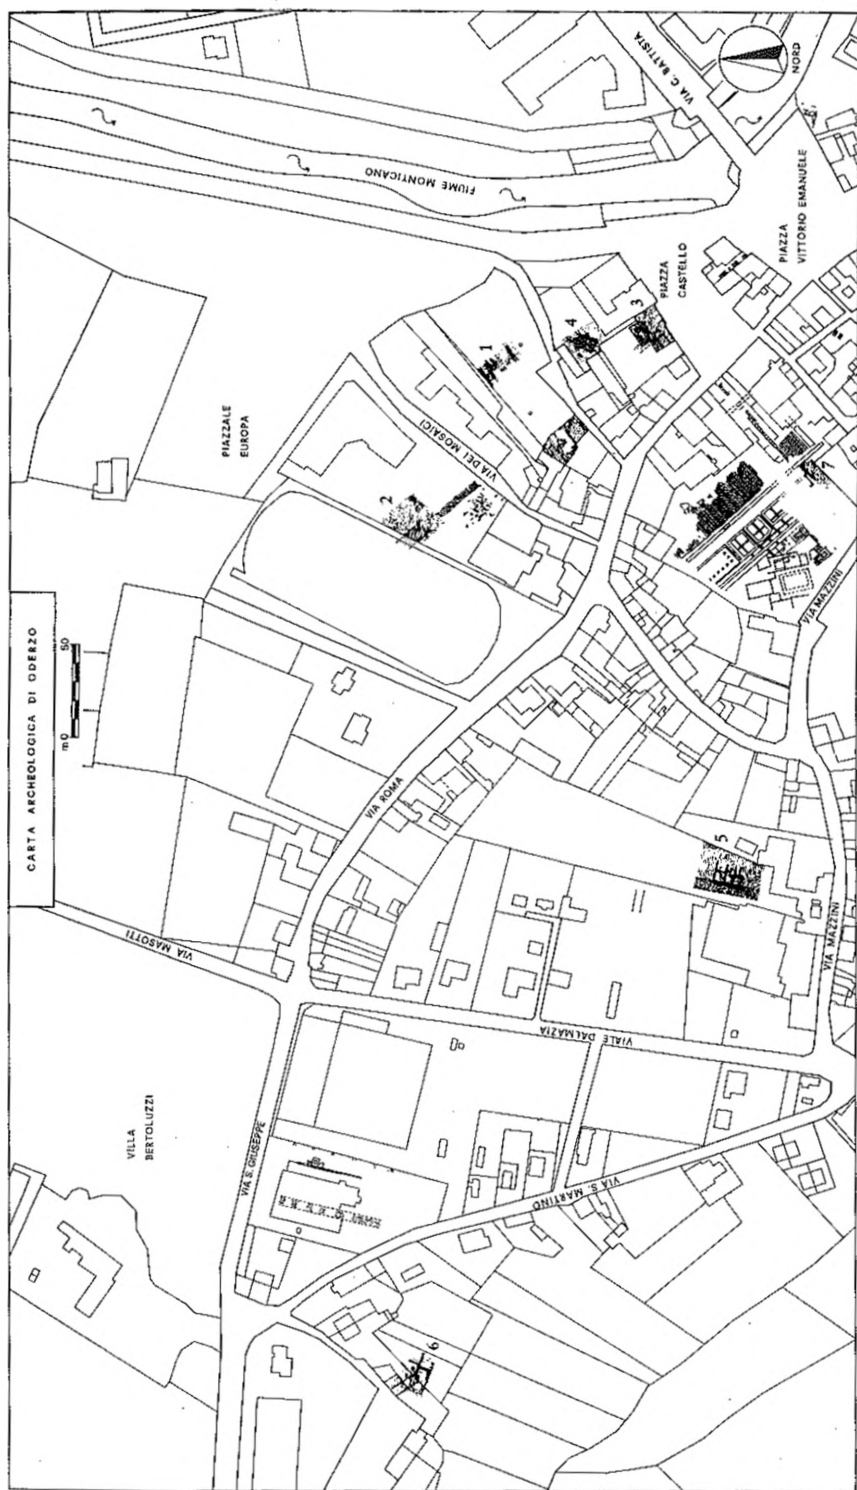 CARTA ARCHEOLOGICA DI ODERZO
m 0 50
VILLA
BERTOLUZZI
VIA MASOTTI
PIAZZALE
EUROPA
FIUME MONTICANO
VIA C. BATTISTA
NORD
VIA S. GIUSEPPE
VIA ROMA
VIA DEI MOSAICI
PIAZZA
CASTELLO
PIAZZA
VITTORIO EMANUELE
VIALE DALMAZIA
VIA S. MARTINO
VIA MAZZINI
VIA MAZZINI
1
2
3
4
5
6
7